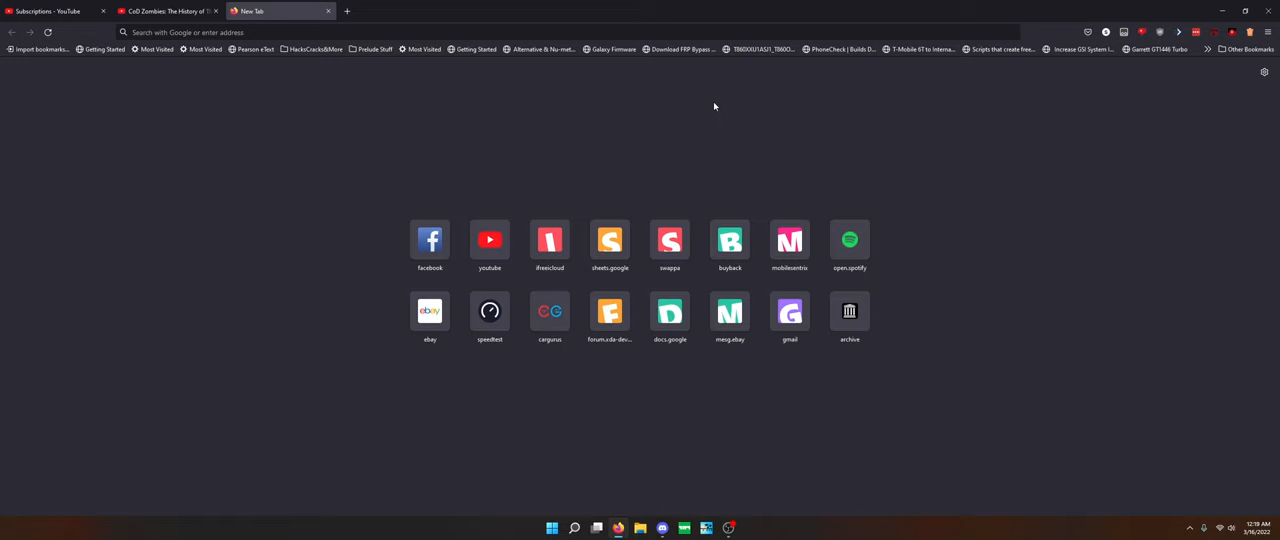 Subscriptions - YouTube
CoD Zombies: The History of Th
New Tab
Search with Google or enter address
Import bookmarks...
Getting Started
Most Visited
Most Visited
Pearson eText
HacksCracks&More
Prelude Stuff
Most Visited
Getting Started
Alternative & Nu-met...
Galaxy Firmware
Download FRP Bypass ...
T860XXU1ASJ1_T860O...
PhoneCheck | Builds D...
T-Mobile 6T to Interna...
Scripts that create free...
Increase GSI System I...
Garrett GT1446 Turbo
Other Bookmarks
facebook
youtube
ifreeicloud
sheets.google
swappa
buyback
mobilesentrix
open.spotify
ebay
ebay
speedtest
cargurus
forum.xda-dev...
docs.google
mesg.ebay
gmail
archive
12:19 AM
3/16/2022